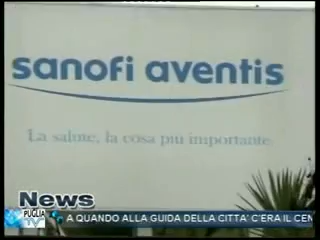 sanofi aventis
La salute, la cosa più importante.
News
PUGLIA
TV
A QUANDO ALLA GUIDA DELLA CITTA' C'ERA IL CEN